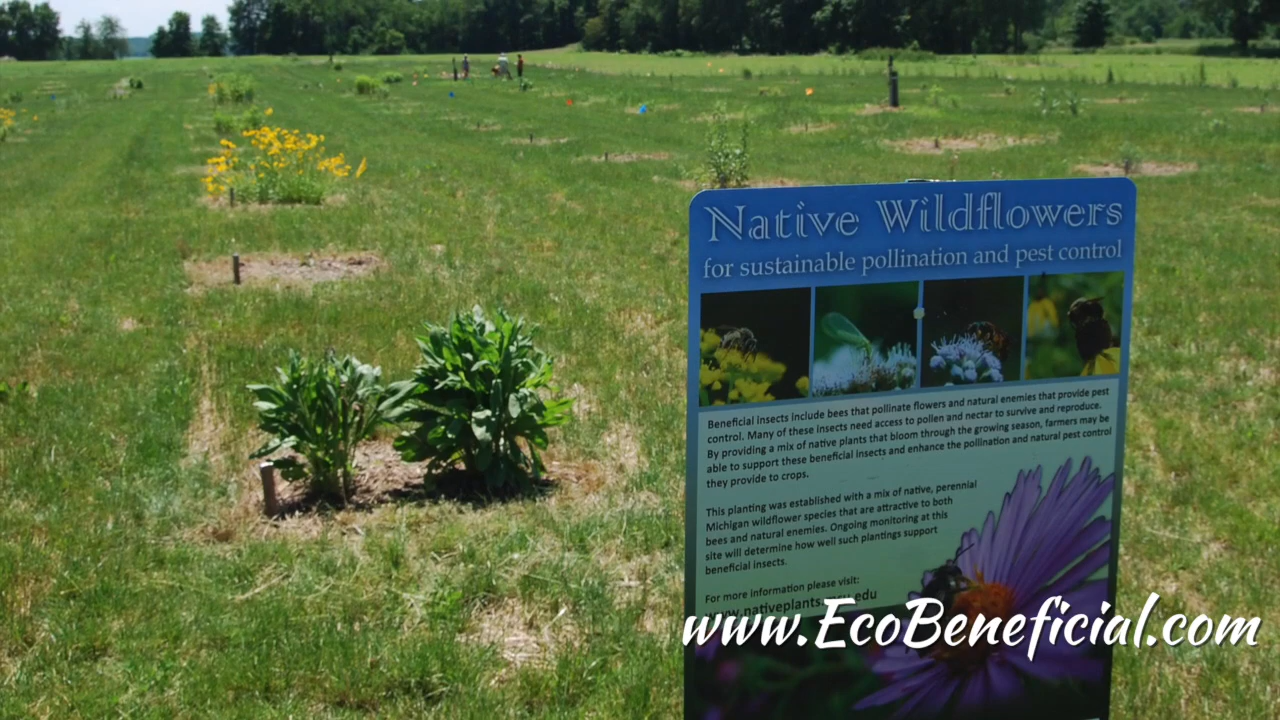 Native Wildflowers
for sustainable pollination and pest control
Beneficial insects include bees that pollinate flowers and natural enemies that provide pest
control. Many of these insects need access to pollen and nectar to survive and reproduce.
By providing a mix of native plants that bloom through the growing season, farmers may be
able to support these beneficial insects and enhance the pollination and natural pest control
they provide to crops.
This planting was established with a mix of native, perennial
Michigan wildflower species that are attractive to both
bees and natural enemies. Ongoing monitoring at this
site will determine how well such plantings support
beneficial insects.
For more information please visit:
www.nativeplants.msu.edu
www.EcoBeneficial.com